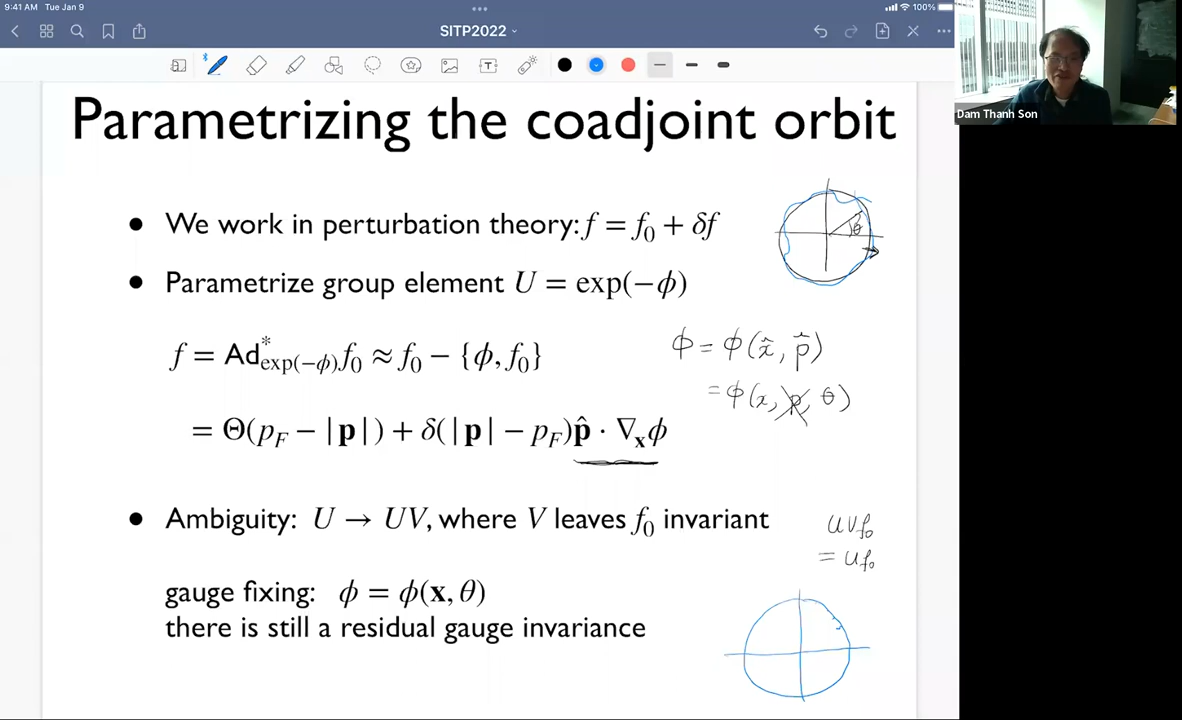 9:41 AM Tue Jan 9
100%
SITP2022
Dam Thanh Son
Parametrizing the coadjoint orbit
• We work in perturbation theory: f = f₀ + δf
θ
• Parametrize group element U = exp(−ϕ)
f = Ad*_{exp(−ϕ)} f₀ ≈ f₀ − {ϕ, f₀}
ϕ = ϕ(x̂, p̂)
= ϕ(x, p, θ)
= Θ(p_F − |𝐩|) + δ(|𝐩| − p_F)𝐩̂ · ∇_𝐱ϕ
• Ambiguity: U → UV, where V leaves f₀ invariant
UVf₀
= Uf₀
gauge fixing: ϕ = ϕ(𝐱, θ)
there is still a residual gauge invariance